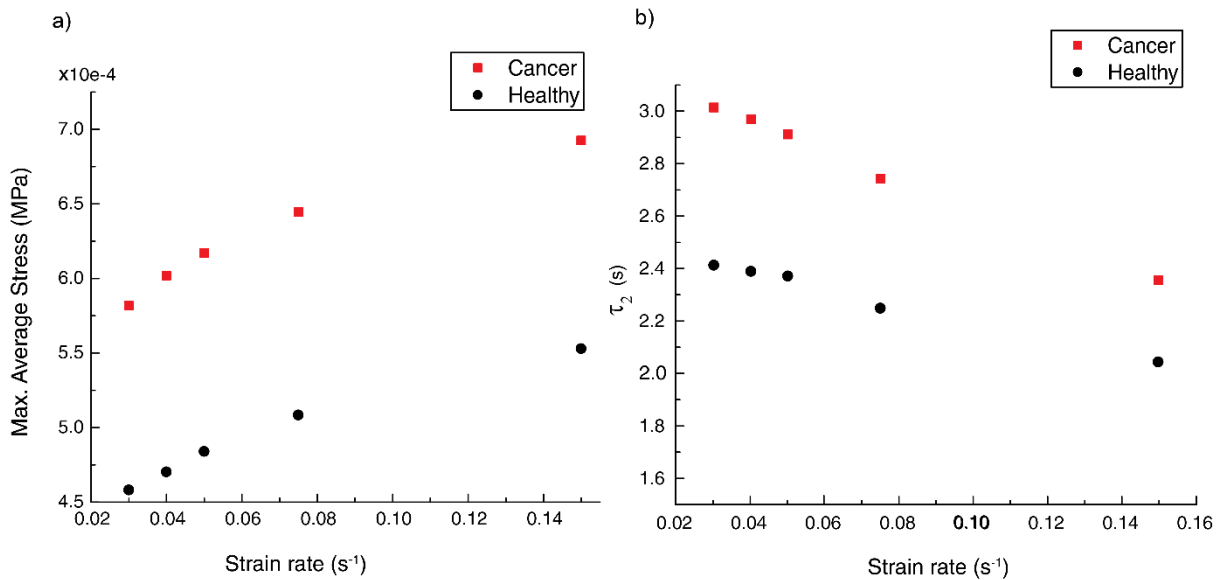 a)
x10e-4
Cancer
Healthy
7.0
6.5
6.0
5.5
5.0
4.5
Max. Average Stress (MPa)
0.02 0.04 0.06 0.08 0.10 0.12 0.14
Strain rate (s⁻¹)
b)
Cancer
Healthy
3.0
2.8
2.6
2.4
2.2
2.0
1.8
1.6
τ₂ (s)
0.02 0.04 0.06 0.08 0.10 0.12 0.14 0.16
Strain rate (s⁻¹)